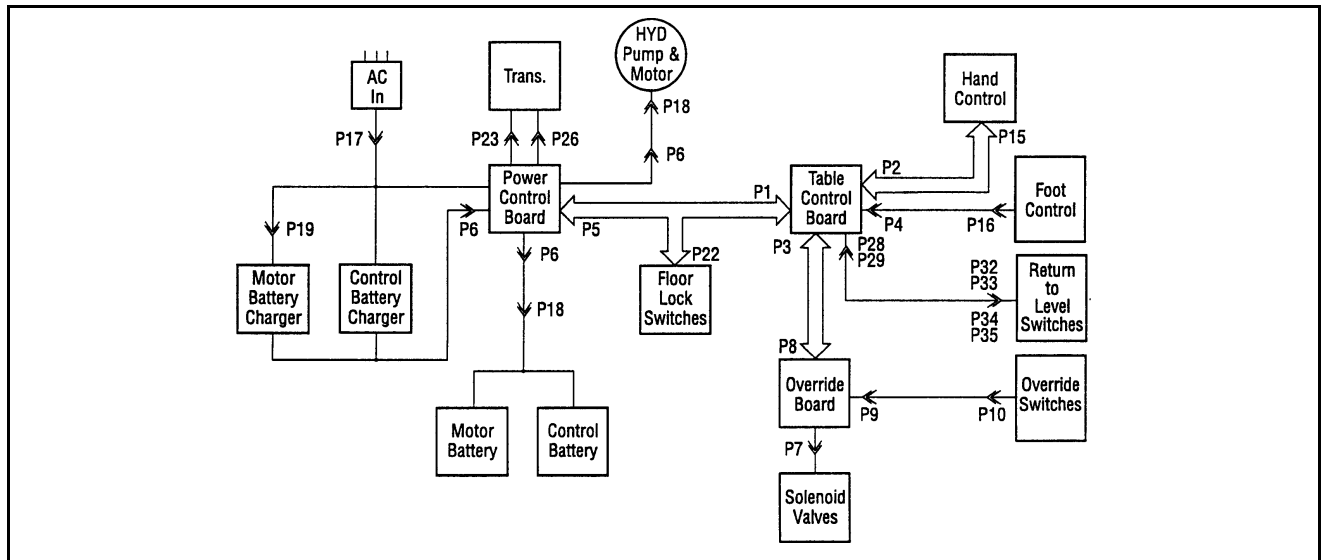 HYD
Pump &
Motor
AC
In
Trans.
Hand
Control
P18
P17
P23
P26
P15
P6
Power
Control
Board
P1
Table
Control
Board
P2
Foot
Control
P19
P6
P5
P4
P16
P6
P22
P3
P28
P29
Motor
Battery
Charger
Control
Battery
Charger
Floor
Lock
Switches
P32
P33
P34
P35
Return
to
Level
Switches
P18
P8
Override
Board
P9
P10
Override
Switches
Motor
Battery
Control
Battery
P7
Solenoid
Valves